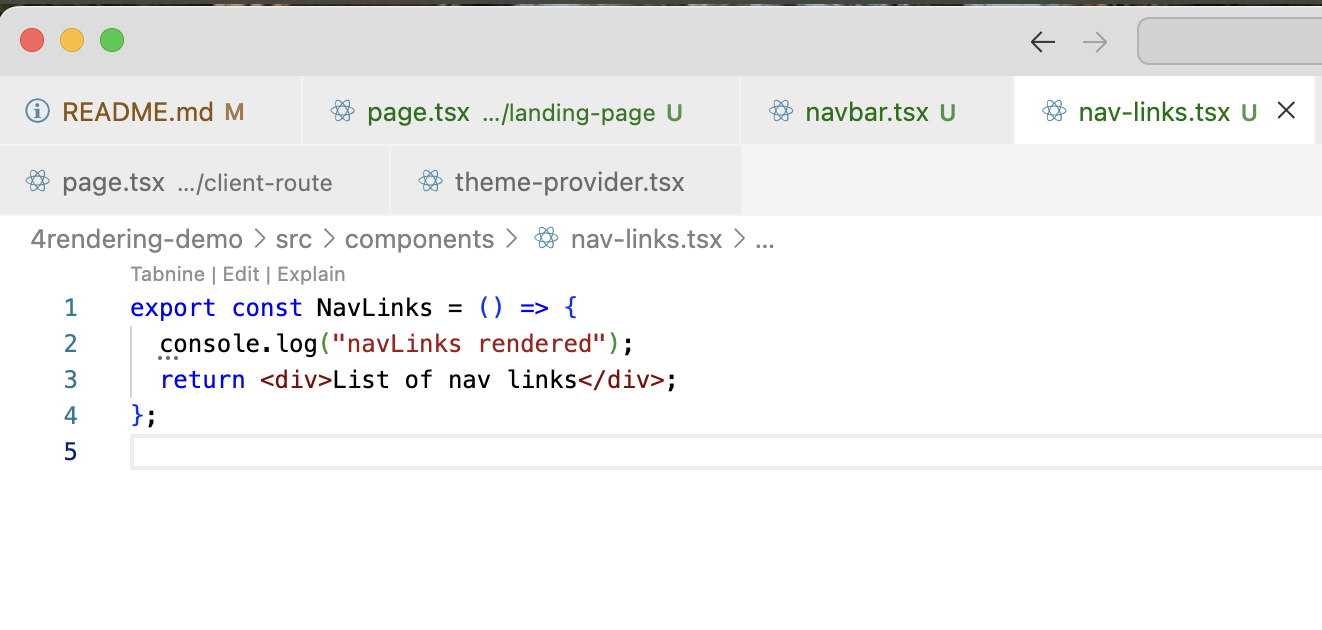 README.md M
page.tsx .../landing-page U
navbar.tsx U
nav-links.tsx U
page.tsx .../client-route
theme-provider.tsx
4rendering-demo > src > components > nav-links.tsx > ...
Tabnine | Edit | Explain
1 export const NavLinks = () => {
2   console.log("navLinks rendered");
3   return <div>List of nav links</div>;
4 };
5